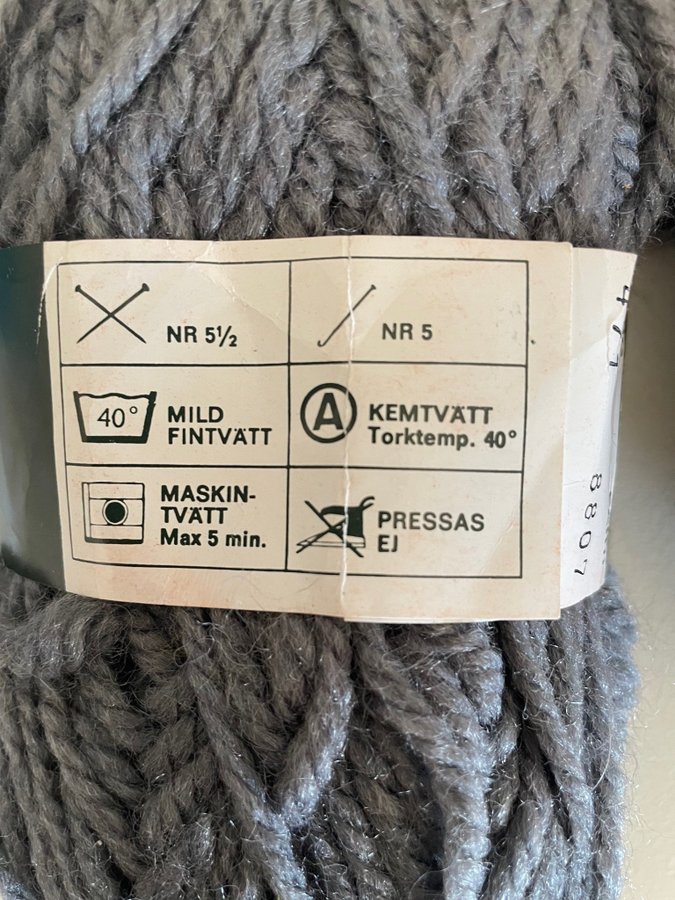 NR 5½
NR 5
40°
MILD
FINTVÄTT
A
KEMTVÄTT
Torktemp. 40°
MASKIN-
TVÄTT
Max 5 min.
PRESSAS
EJ
8807